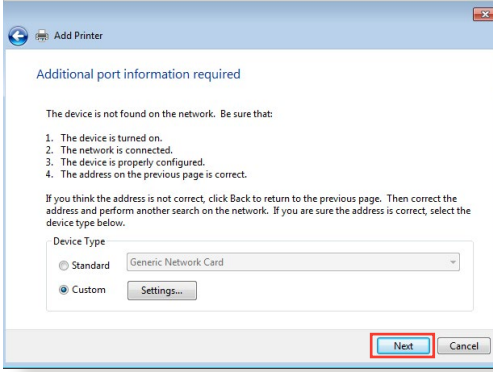 Add Printer
Additional port information required
The device is not found on the network. Be sure that:
1. The device is turned on.
2. The network is connected.
3. The device is properly configured.
4. The address on the previous page is correct.
If you think the address is not correct, click Back to return to the previous page. Then correct the
address and perform another search on the network. If you are sure the address is correct, select the
device type below.
Device Type
Standard
Generic Network Card
Custom
Settings...
Next
Cancel